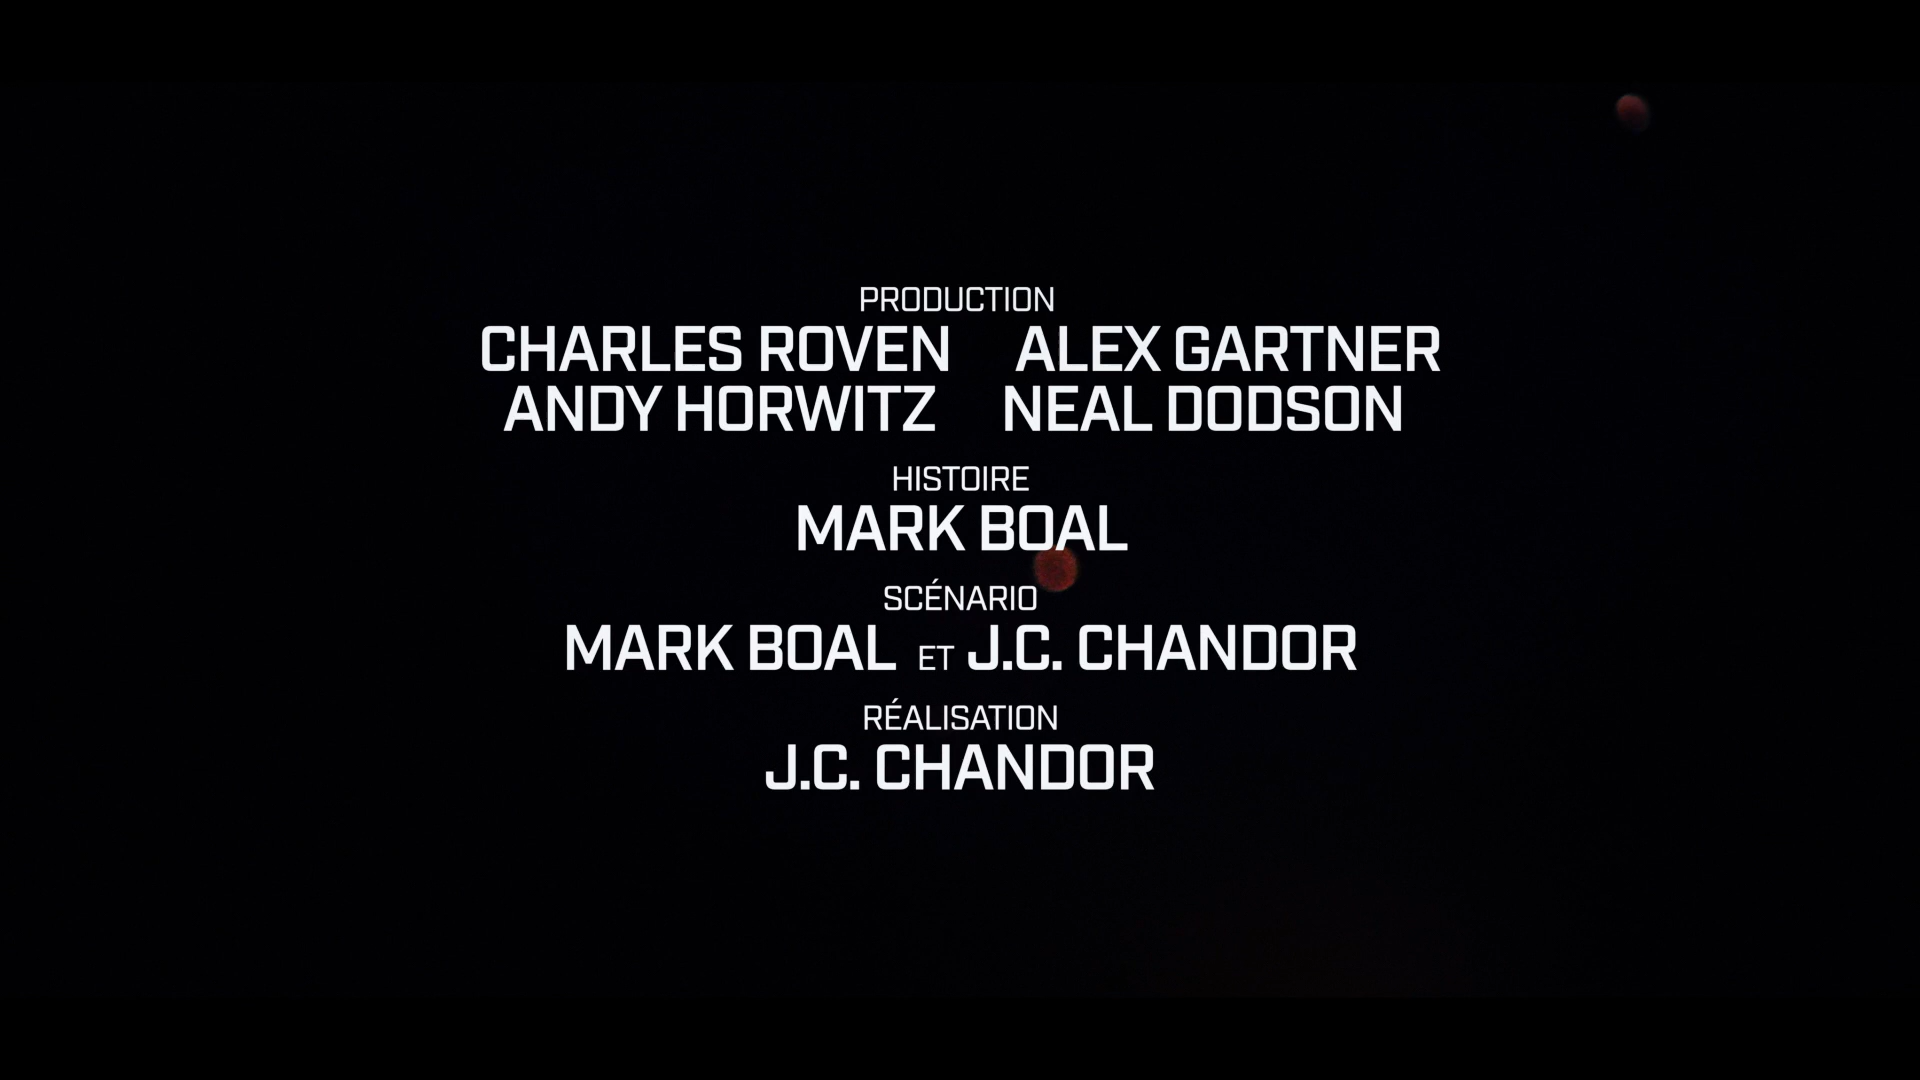 PRODUCTION
CHARLES ROVEN ALEX GARTNER
ANDY HORWITZ NEAL DODSON
HISTOIRE
MARK BOAL
SCÉNARIO
MARK BOAL ET J.C. CHANDOR
RÉALISATION
J.C. CHANDOR